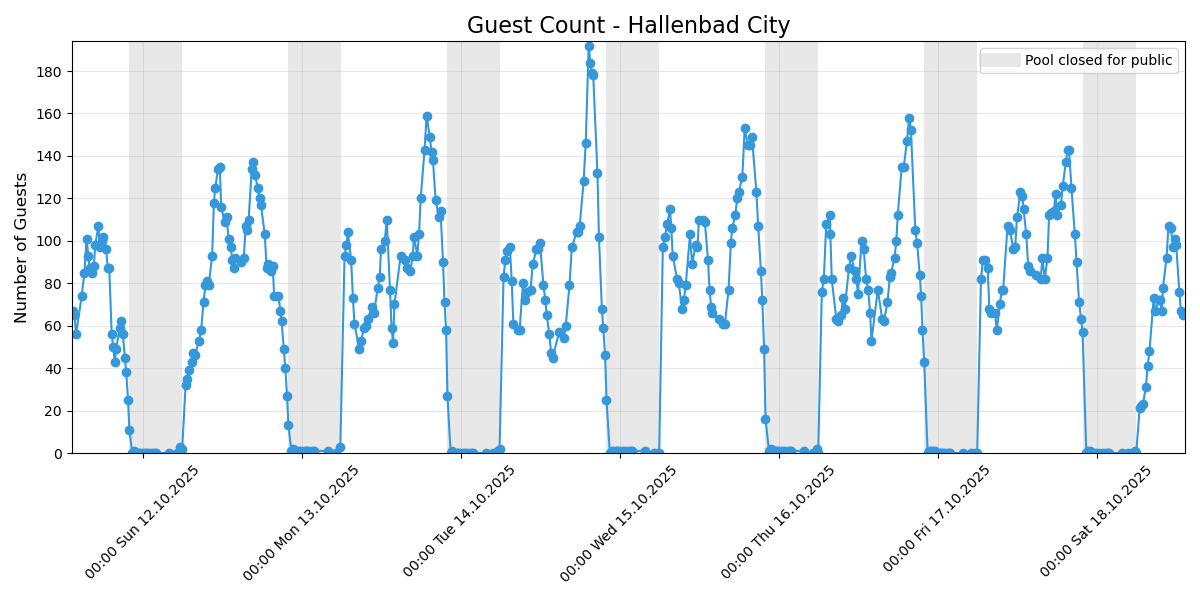 Guest Count - Hallenbad City
Pool closed for public
Number of Guests
180
160
140
120
100
80
60
40
20
0
00:00 Sun 12.10.2025
00:00 Mon 13.10.2025
00:00 Tue 14.10.2025
00:00 Wed 15.10.2025
00:00 Thu 16.10.2025
00:00 Fri 17.10.2025
00:00 Sat 18.10.2025